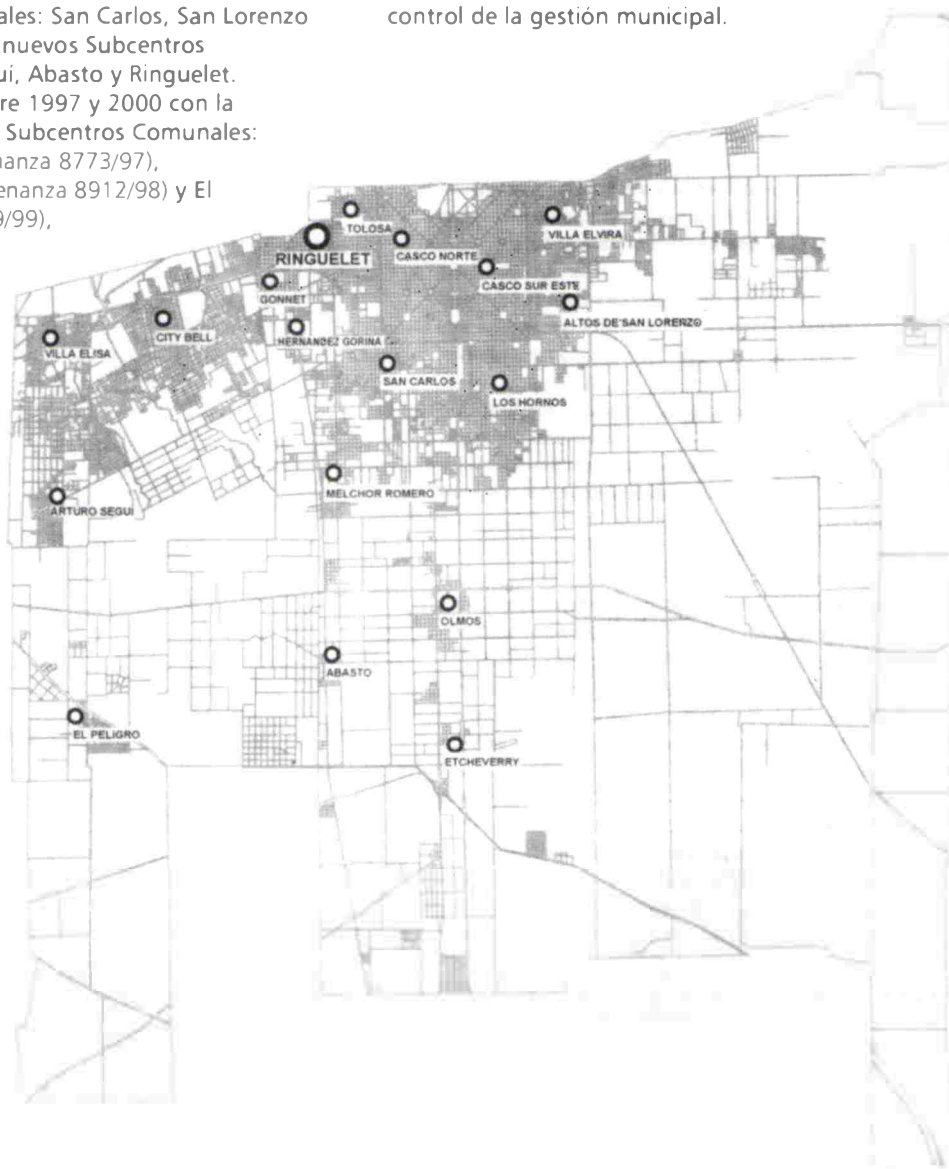 ales: San Carlos, San Lorenzo
nuevos Subcentros
uí, Abasto y Ringuelet.
re 1997 y 2000 con la
Subcentros Comunales:
nanza 8773/97),
enanza 8912/98) y El
9/99),
control de la gestión municipal.
TOLOSA
VILLA ELVIRA
RINGUELET
CASCO NORTE
CASCO SUR ESTE
GONNET
ALTOS DE SAN LORENZO
CITY BELL
HERNANDEZ GORINA
VILLA ELISA
SAN CARLOS
LOS HORNOS
MELCHOR ROMERO
ARTURO SEGUI
OLMOS
ABASTO
EL PELIGRO
ETCHEVERRY